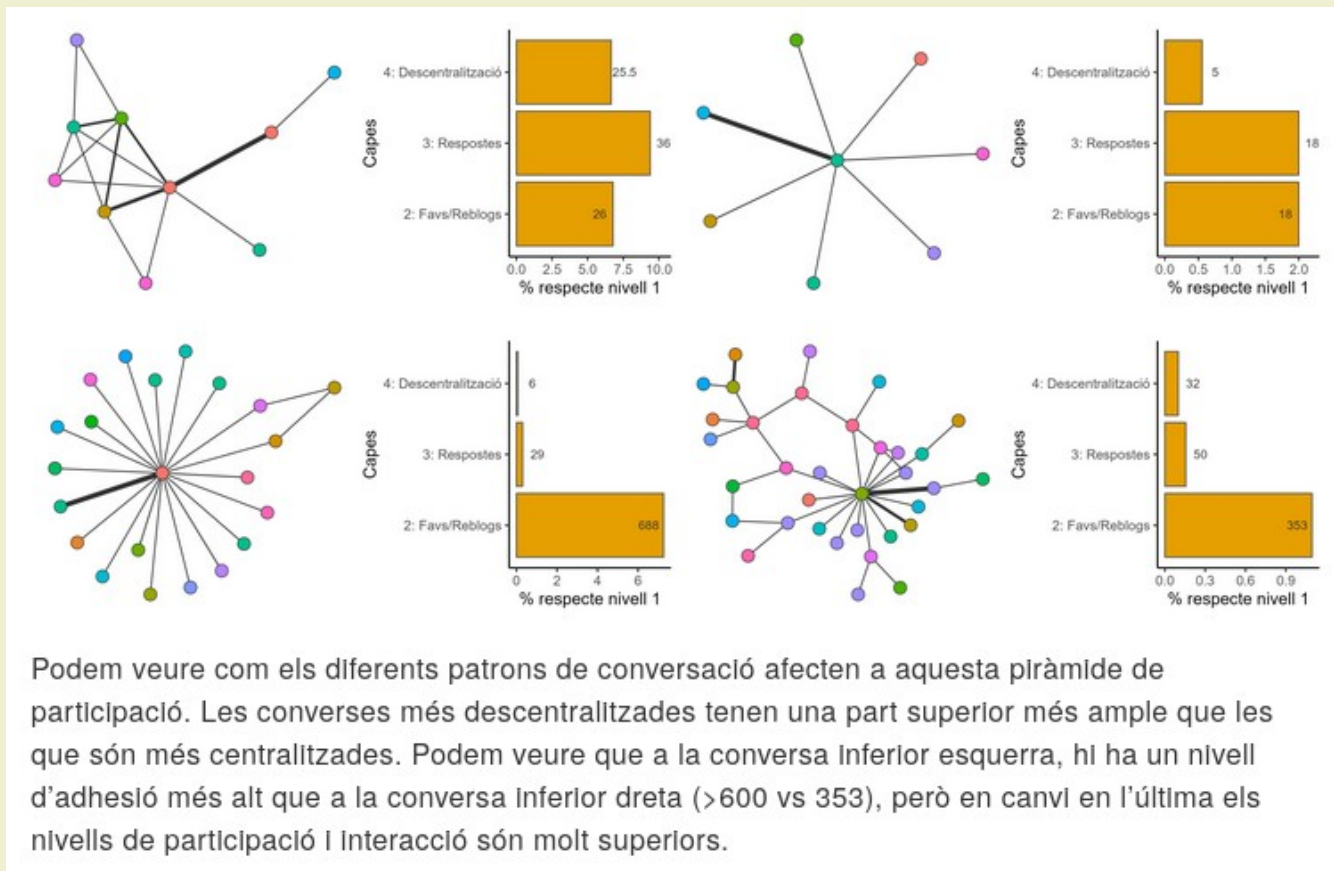 4: Descentralització
25.5
Capes
3: Respostes
36
2: Favs/Reblogs
26
0.0 2.5 5.0 7.5 10.0
% respecte nivell 1
4: Descentralització
5
Capes
3: Respostes
18
2: Favs/Reblogs
18
0.0 0.5 1.0 1.5 2.0
% respecte nivell 1
4: Descentralització
6
Capes
3: Respostes
29
2: Favs/Reblogs
688
0 2 4 6
% respecte nivell 1
4: Descentralització
32
Capes
3: Respostes
50
2: Favs/Reblogs
353
0.0 0.3 0.6 0.9
% respecte nivell 1
Podem veure com els diferents patrons de conversació afecten a aquesta piràmide de
participació. Les converses més descentralitzades tenen una part superior més ample que les
que són més centralitzades. Podem veure que a la conversa inferior esquerra, hi ha un nivell
d’adhesió més alt que a la conversa inferior dreta (>600 vs 353), però en canvi en l’última els
nivells de participació i interacció són molt superiors.